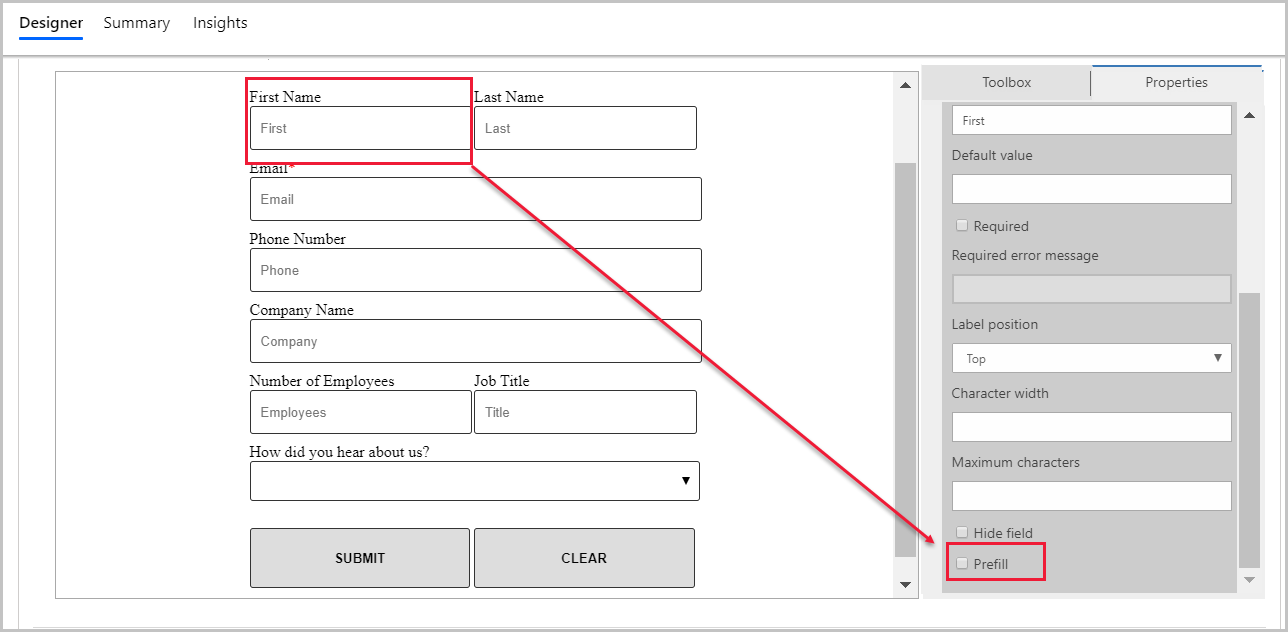 Designer Summary Insights
Toolbox Properties
First Name Last Name
First Last
Email*
Email
Phone Number
Phone
Company Name
Company
Number of Employees Job Title
Employees Title
How did you hear about us?
SUBMIT CLEAR
First
Default value
Required
Required error message
Label position
Top
Character width
Maximum characters
Hide field
Prefill